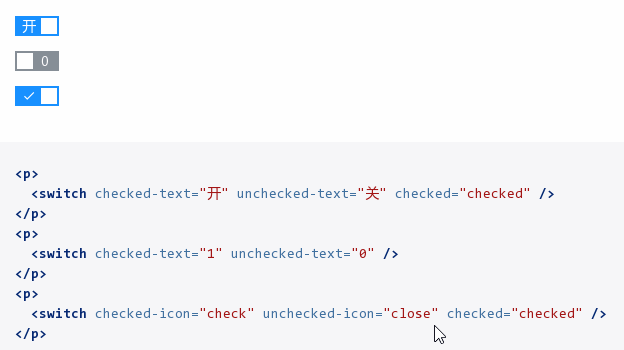 开
0
<p>
<switch checked-text="开" unchecked-text="关" checked="checked" />
</p>
<p>
<switch checked-text="1" unchecked-text="0" />
</p>
<p>
<switch checked-icon="check" unchecked-icon="close" checked="checked" />
</p>